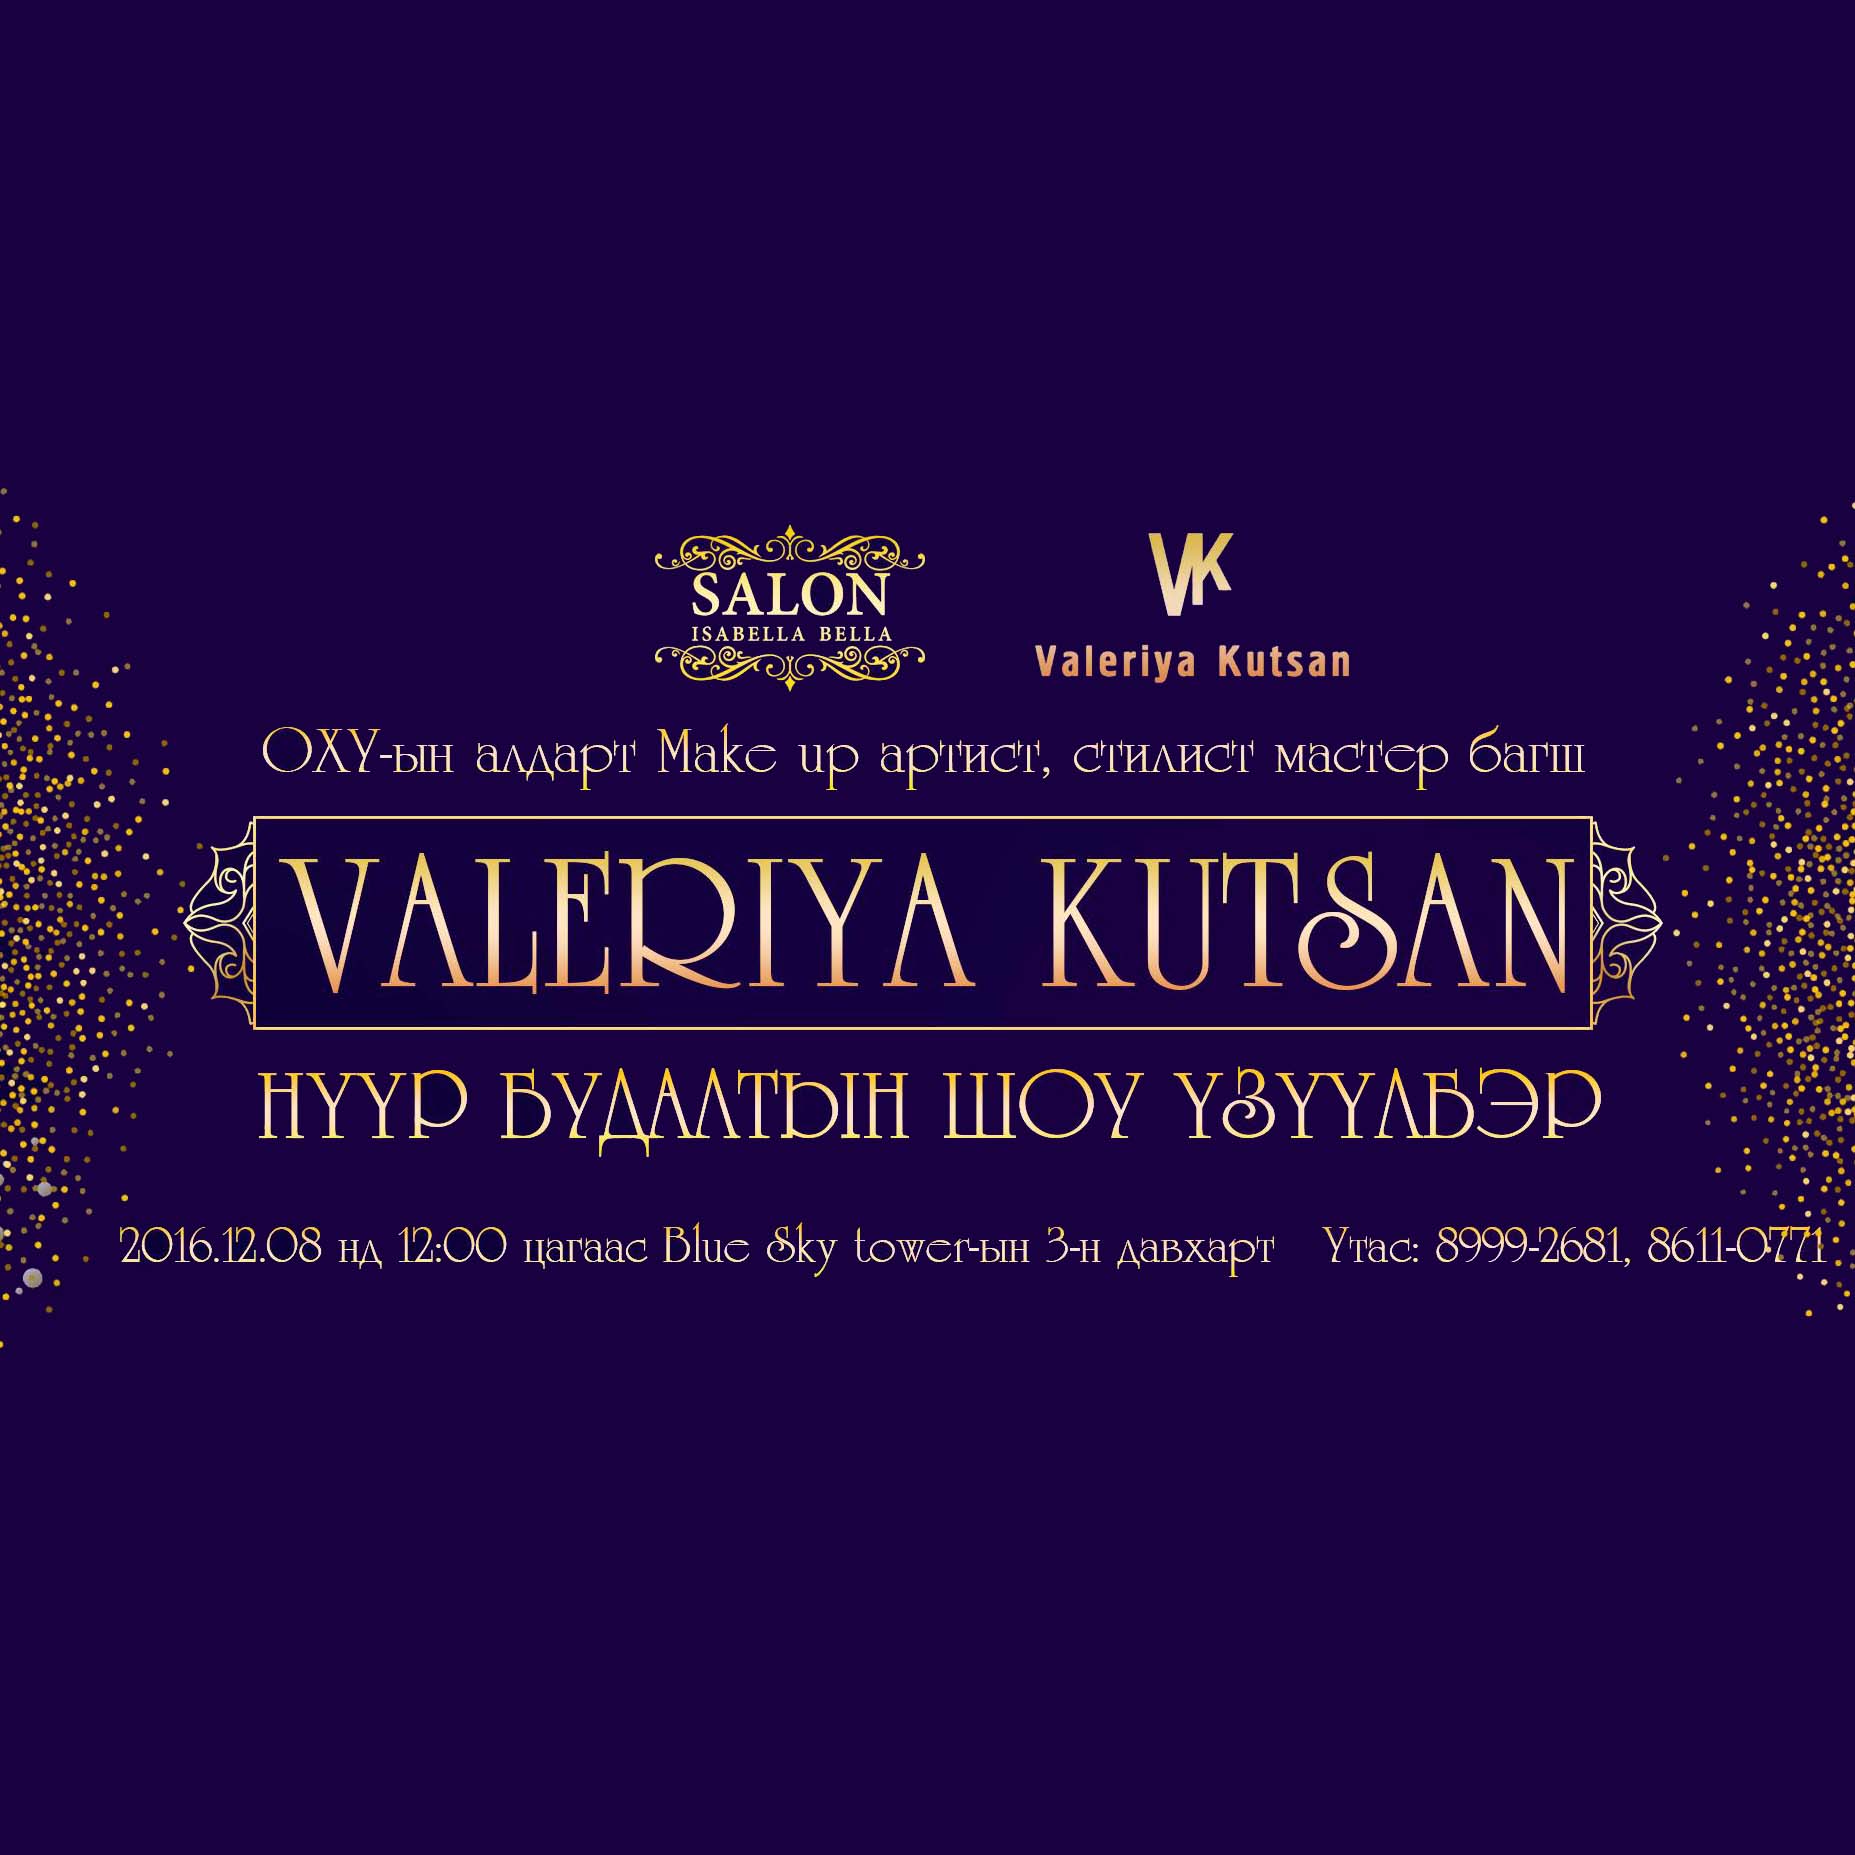 SALON
ISABELLA BELLA
VK
Valeriya Kutsan
ОХУ-ын алдарт Make up артист, стилист мастер багш
VALERIYA KUTSAN
НҮҮР БУДАЛТЫН ШОУ ҮЗҮҮЛБЭР
2016.12.08 нд 12:00 цагаас Blue Sky tower-ын 3-н давхарт Утас: 8999-2681, 8611-0771